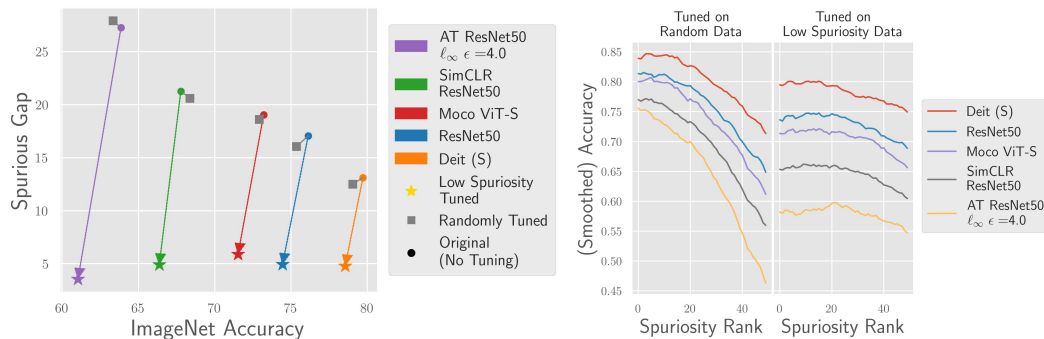 25
20
15
10
5
60
65
70
75
80
Spurious Gap
ImageNet Accuracy
AT ResNet50
ℓ∞ ϵ =4.0
SimCLR
ResNet50
Moco ViT-S
ResNet50
Deit (S)
Low Spuriosity
Tuned
Randomly Tuned
Original
(No Tuning)
Tuned on
Random Data
Tuned on
Low Spuriosity Data
0.85
0.80
0.75
0.70
0.65
0.60
0.55
0.50
0.45
(Smoothed) Accuracy
0
20
40
0
20
40
Spuriosity Rank
Spuriosity Rank
Deit (S)
ResNet50
Moco ViT-S
SimCLR
ResNet50
AT ResNet50
ℓ∞ ϵ =4.0